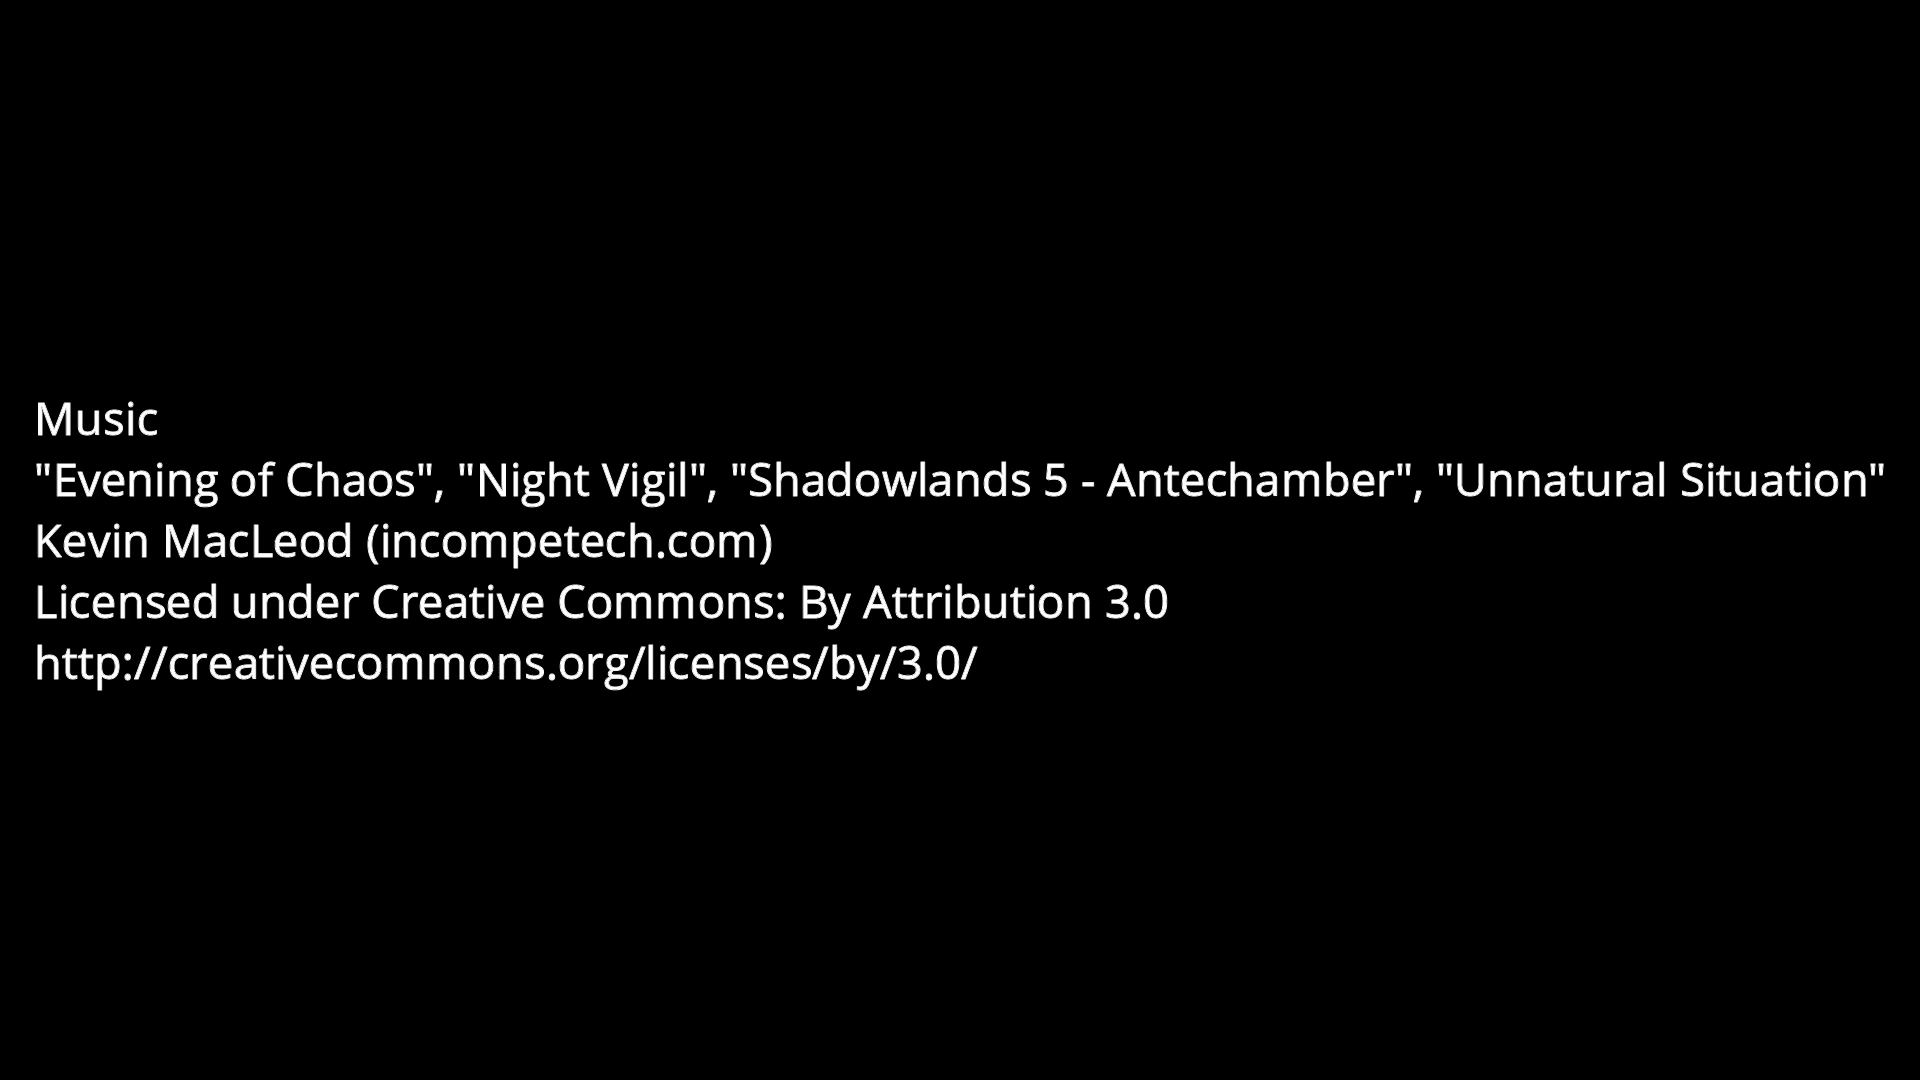 Music
"Evening of Chaos", "Night Vigil", "Shadowlands 5 - Antechamber", "Unnatural Situation"
Kevin MacLeod (incompetech.com)
Licensed under Creative Commons: By Attribution 3.0
http://creativecommons.org/licenses/by/3.0/